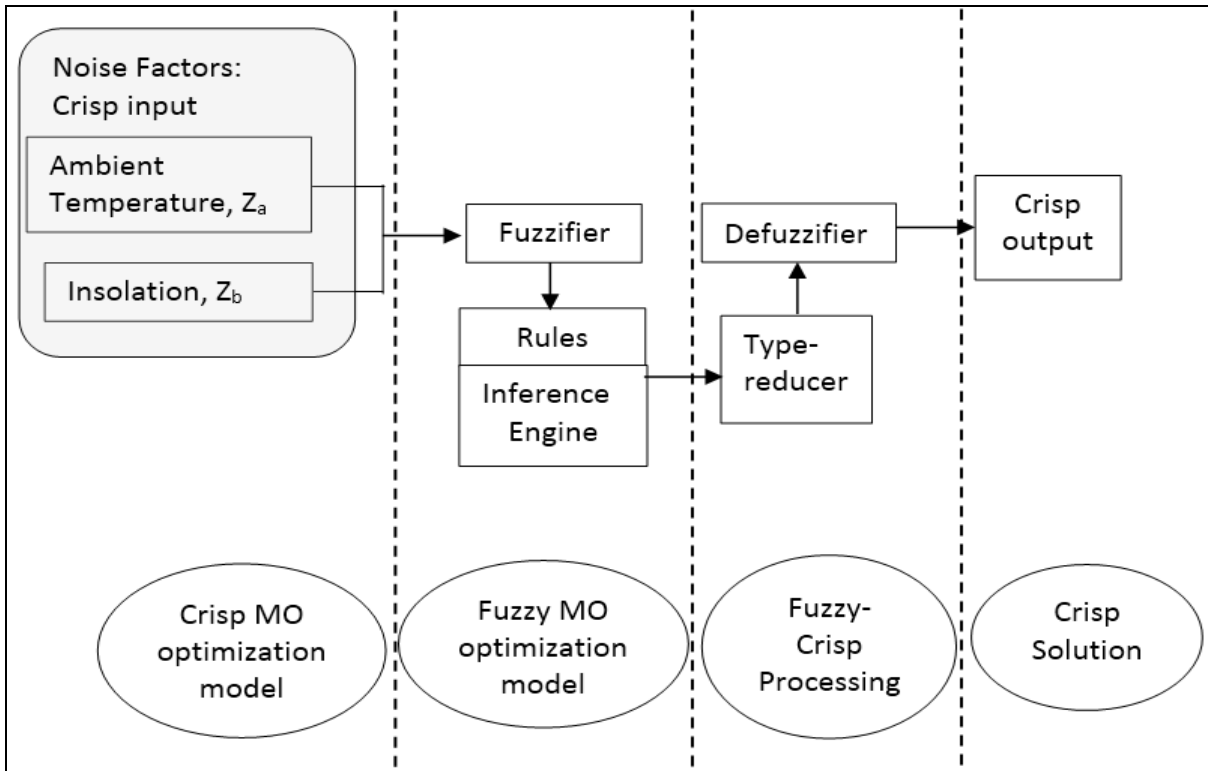 Noise Factors:
Crisp input
Ambient
Temperature, Zₐ
Insolation, Z_b
Fuzzifier
Rules
Inference
Engine
Defuzzifier
Type-
reducer
Crisp
output
Crisp MO
optimization
model
Fuzzy MO
optimization
model
Fuzzy-
Crisp
Processing
Crisp
Solution